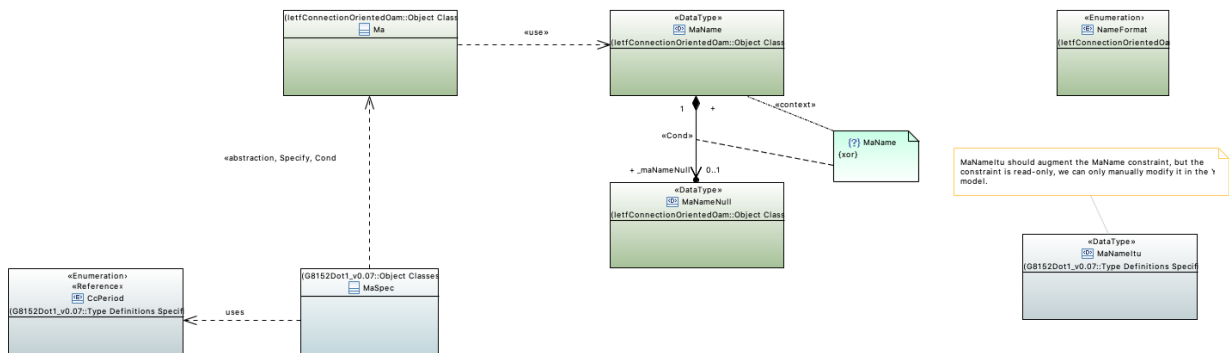 (IetfConnectionOrientedOam::Object Clas
Ma
«use»
«DataType»
MaName
(IetfConnectionOrientedOam::Object Class
«Enumeration»
NameFormat
(IetfConnectionOrientedOa
1
+
«context»
«Cond»
MaName
{xor}
«abstraction, Specify, Cond
+ _maNameNull
0..1
«DataType»
MaNameNull
(IetfConnectionOrientedOam::Object Class
MaNameItu should augment the MaName constraint, but the
constraint is read-only, we can only manually modify it in the Y
model.
«DataType»
MaNameItu
(G8152Dot1_v0.07::Type Definitions Specif
«Enumeration»
«Reference»
CcPeriod
(G8152Dot1_v0.07::Type Definitions Specif
uses
(G8152Dot1_v0.07::Object Classes
MaSpec